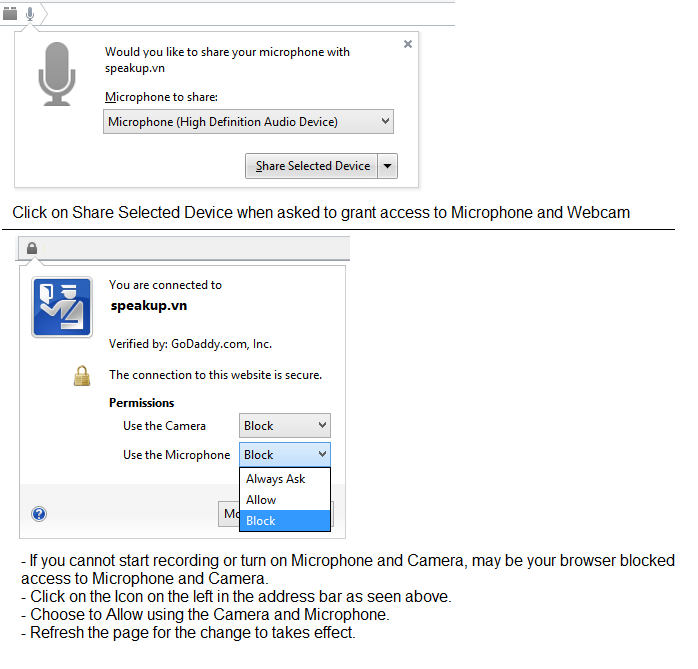 Would you like to share your microphone with
speakup.vn
Microphone to share:
Microphone (High Definition Audio Device)
Share Selected Device
Click on Share Selected Device when asked to grant access to Microphone and Webcam
You are connected to
speakup.vn
Verified by: GoDaddy.com, Inc.
The connection to this website is secure.
Permissions
Use the Camera Block
Use the Microphone Block
Always Ask
Allow
Block
- If you cannot start recording or turn on Microphone and Camera, may be your browser blocked
access to Microphone and Camera.
- Click on the Icon on the left in the address bar as seen above.
- Choose to Allow using the Camera and Microphone.
- Refresh the page for the change to takes effect.